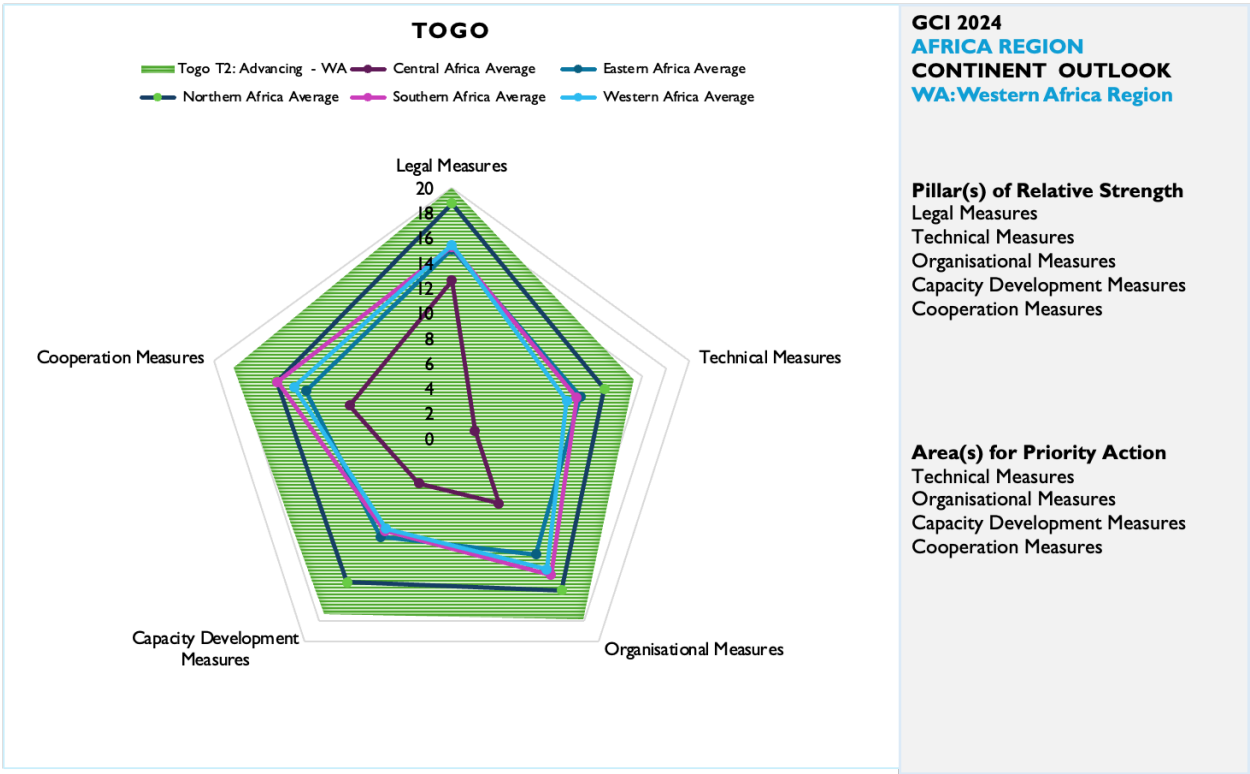 TOGO
Togo T2: Advancing - WA
Central Africa Average
Eastern Africa Average
Northern Africa Average
Southern Africa Average
Western Africa Average
Legal Measures
20
18
16
14
12
10
8
6
4
2
0
Technical Measures
Organisational Measures
Capacity Development
Measures
Cooperation Measures
GCI 2024
AFRICA REGION
CONTINENT OUTLOOK
WA: Western Africa Region
Pillar(s) of Relative Strength
Legal Measures
Technical Measures
Organisational Measures
Capacity Development Measures
Cooperation Measures
Area(s) for Priority Action
Technical Measures
Organisational Measures
Capacity Development Measures
Cooperation Measures